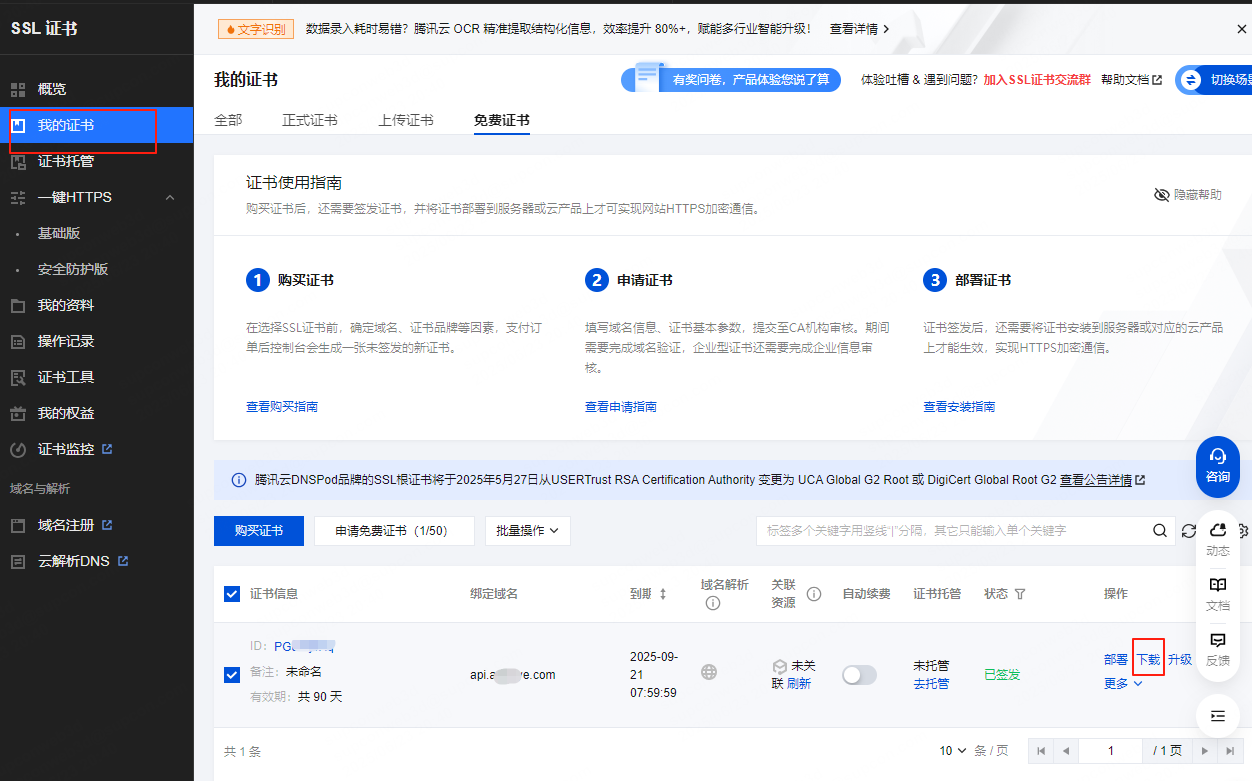 SSL 证书
概览
我的证书
证书托管
一键HTTPS
基础版
安全防护版
我的资料
操作记录
证书工具
我的权益
证书监控
域名与解析
域名注册
云解析DNS
文字识别 数据录入耗时易错？腾讯云 OCR 精准提取结构化信息，效率提升 80%+，赋能多行业智能升级！ 查看详情
我的证书
有奖问卷，产品体验您说了算
体验吐槽 & 遇到问题？加入SSL证书交流群 帮助文档
全部 正式证书 上传证书 免费证书
证书使用指南
购买证书后，还需要签发证书，并将证书部署到服务器或云产品上才可实现网站HTTPS加密通信。
隐藏帮助
1 购买证书
在选择SSL证书前，确定域名、证书品牌等因素，支付订
单后控制台会生成一张未签发的新证书。
查看购买指南
2 申请证书
填写域名信息、证书基本参数，提交至CA机构审核。期间
需要完成域名验证，企业型证书还需要完成企业信息审
核。
查看申请指南
3 部署证书
证书签发后，还需要将证书安装到服务器或对应的云产品
上才能生效，实现HTTPS加密通信。
查看安装指南
腾讯云DNSPod品牌的SSL根证书将于2025年5月27日从USERTrust RSA Certification Authority 变更为 UCA Global G2 Root 或 DigiCert Global Root G2 查看公告详情
购买证书 申请免费证书（1/50） 批量操作
标签多个关键字用竖线“|”分隔，其它只能输入单个关键字
证书信息 绑定域名 到期 域名解析 关联
资源 自动续费 证书托管 状态 操作
ID:
备注： 未命名
有效期： 共 90 天
2025-09-
21
07:59:59
未关
联 刷新
未托管
去托管
已签发
部署 下载 升级
更多
共 1 条
10 条 / 页
1 / 1 页
咨询
动态
文档
反馈